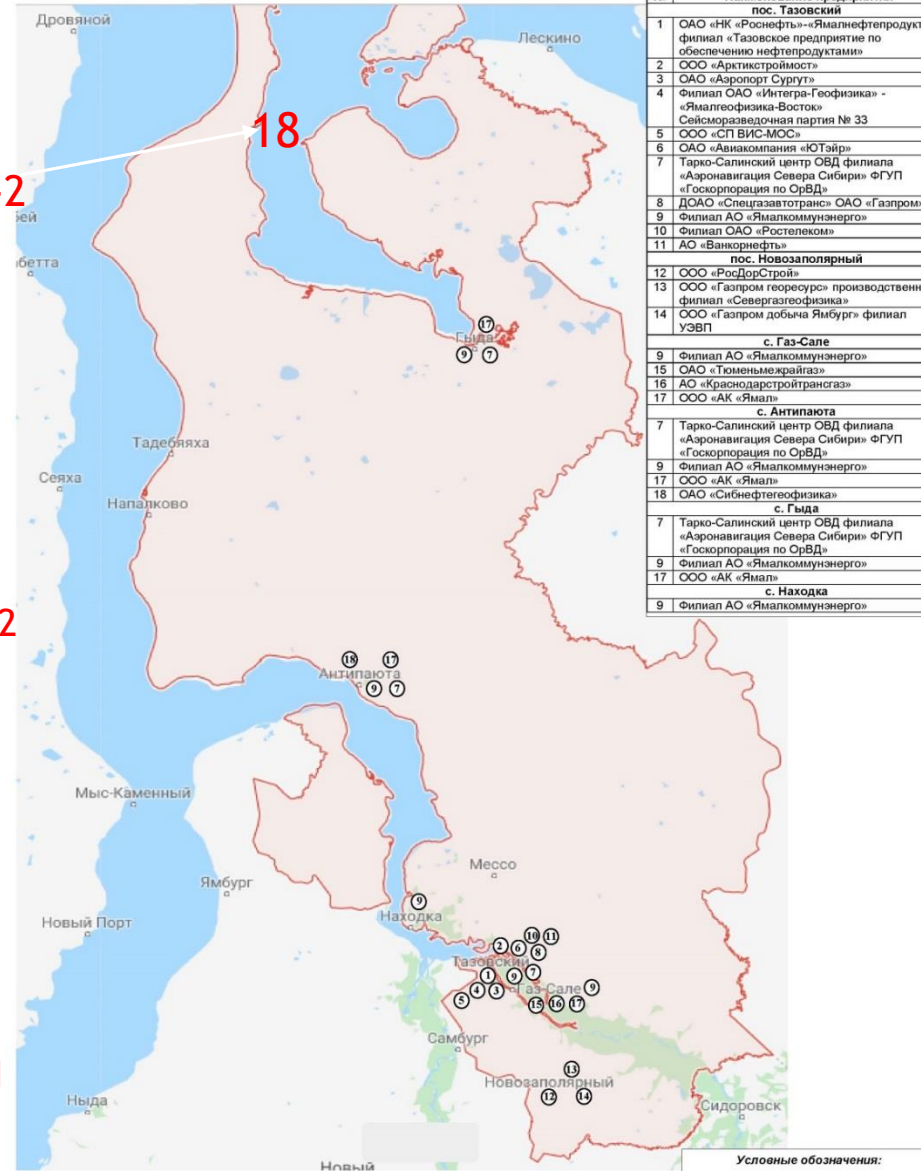 пос. Тазовский
1 ОАО «НК «Роснефть»-«Ямалнефтепродукт
филиал «Тазовское предприятие по
обеспечению нефтепродуктами»
2 ООО «Арктикстроймост»
3 ОАО «Аэропорт Сургут»
4 Филиал ОАО «Интегра-Геофизика» -
«Ямалгеофизика-Восток»
Сейсморазведочная партия № 33
5 ООО «СП ВИС-МОС»
6 ОАО «Авиакомпания «ЮТэйр»
7 Тарко-Салинский центр ОВД филиала
«Аэронавигация Севера Сибири» ФГУП
«Госкорпорация по ОрВД»
8 ДОАО «Спецгазавтотранс» ОАО «Газпром»
9 Филиал АО «Ямалкоммунэнерго»
10 Филиал ОАО «Ростелеком»
11 АО «Ванкорнефть»
пос. Новозаполярный
12 ООО «РосДорСтрой»
13 ООО «Газпром георесурс» производственн
филиал «Севергазгеофизика»
14 ООО «Газпром добыча Ямбург» филиал
УЭВП
с. Газ-Сале
9 Филиал АО «Ямалкоммунэнерго»
15 ОАО «Тюменьмежрайгаз»
16 АО «Краснодарстройтрансгаз»
17 ООО «АК «Ямал»
с. Антипаюта
7 Тарко-Салинский центр ОВД филиала
«Аэронавигация Севера Сибири» ФГУП
«Госкорпорация по ОрВД»
9 Филиал АО «Ямалкоммунэнерго»
17 ООО «АК «Ямал»
18 ОАО «Сибнефтегеофизика»
с. Гыда
7 Тарко-Салинский центр ОВД филиала
«Аэронавигация Севера Сибири» ФГУП
«Госкорпорация по ОрВД»
9 Филиал АО «Ямалкоммунэнерго»
17 ООО «АК «Ямал»
с. Находка
9 Филиал АО «Ямалкоммунэнерго»
Дровяной
Лескино
18
2
бей
бетта
17
Гыда
9 7
Тадебяяха
Сеяха
Напалково
2
18 17
Антипаюта
9 7
Мыс-Каменный
Мессо
Ямбург
9
Находка
Новый Порт
10 11
2 6 8
Тазовский
1 9 7
Газ-Сале 9
5 4 3
15 16 17
Самбург
13
Новозаполярный
12 14
Ныда
Сидоровск
Новый
Условные обозначения: